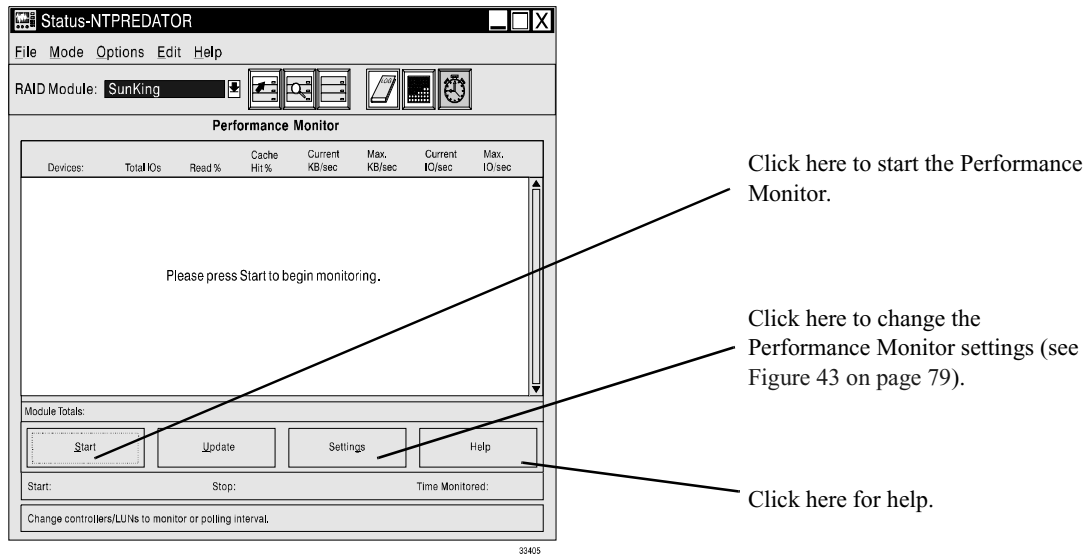 Status-NTPREDATOR
File Mode Options Edit Help
RAID Module: SunKing
LOG
Performance Monitor
Devices: Total IOs Read % Cache Hit % Current KB/sec Max. KB/sec Current IO/sec Max. IO/sec
Please press Start to begin monitoring.
Module Totals:
Start Update Settings Help
Start: Stop: Time Monitored:
Change controllers/LUNs to monitor or polling interval.
33405
Click here to start the Performance
Monitor.
Click here to change the
Performance Monitor settings (see
Figure 43 on page 79).
Click here for help.